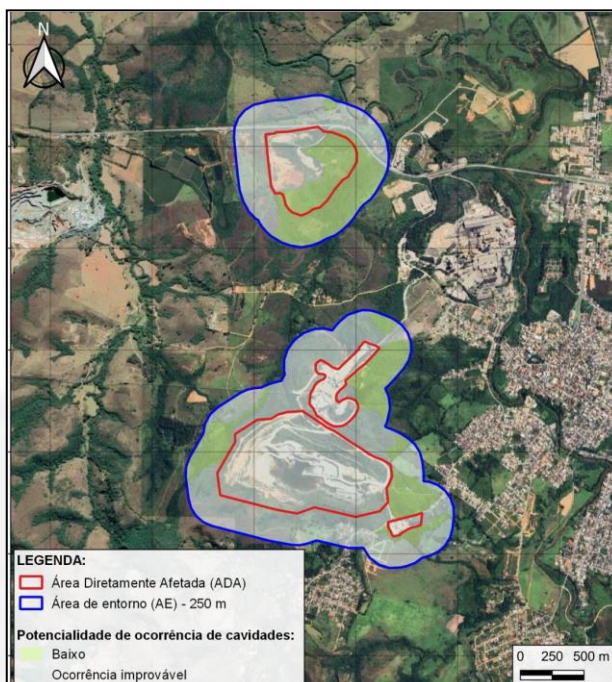 N
LEGENDA:
Área Diretamente Afetada (ADA)
Área de entorno (AE) - 250 m
Potencialidade de ocorrência de cavidades:
Baixo
Ocorrência improvável
0 250 500 m